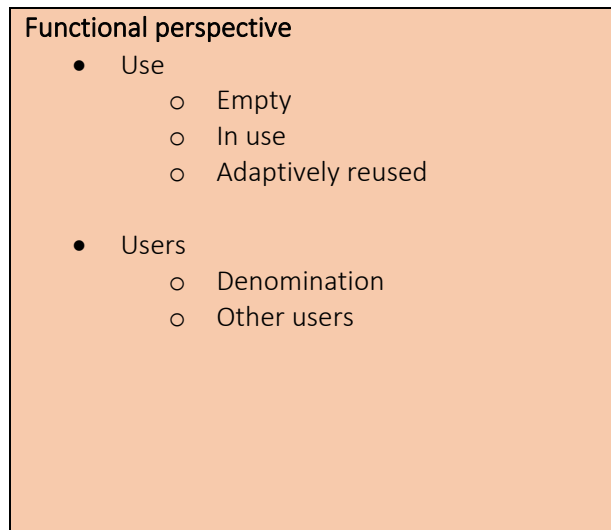 Functional perspective
• Use
o Empty
o In use
o Adaptively reused
• Users
o Denomination
o Other users